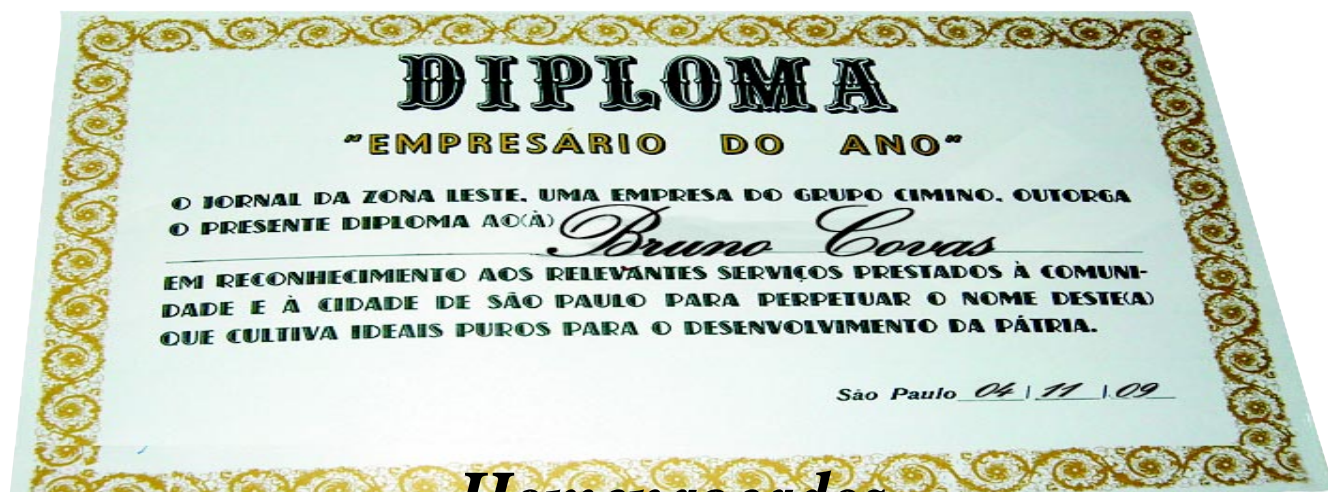 DIPLOMA
"EMPRESÁRIO DO ANO"
O JORNAL DA ZONA LESTE, UMA EMPRESA DO GRUPO CIMINO, OUTORGA
O PRESENTE DIPLOMA AO(À) Bruno Covas
EM RECONHECIMENTO AOS RELEVANTES SERVIÇOS PRESTADOS À COMUNI-
DADE E À CIDADE DE SÃO PAULO PARA PERPETUAR O NOME DESTE(A)
QUE CULTIVA IDEAIS PUROS PARA O DESENVOLVIMENTO DA PÁTRIA.
São Paulo 04 | 11 | 09